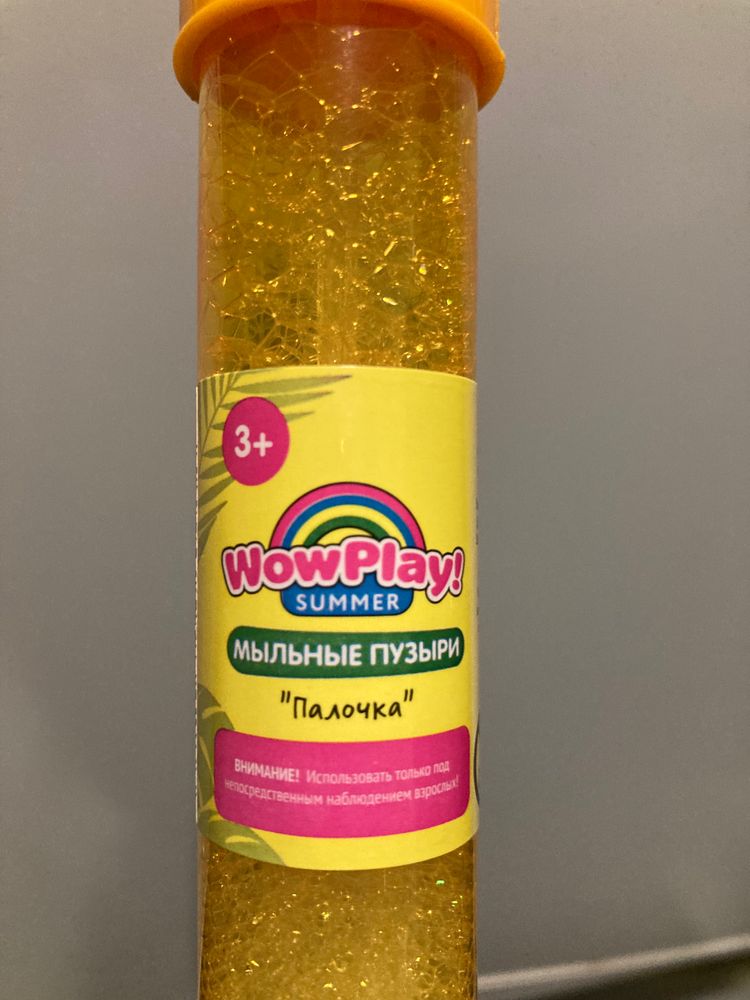 3+
WowPlay!
SUMMER
МЫЛЬНЫЕ ПУЗЫРИ
"Палочка"
ВНИМАНИЕ! Использовать только под
непосредственным наблюдением взрослых!